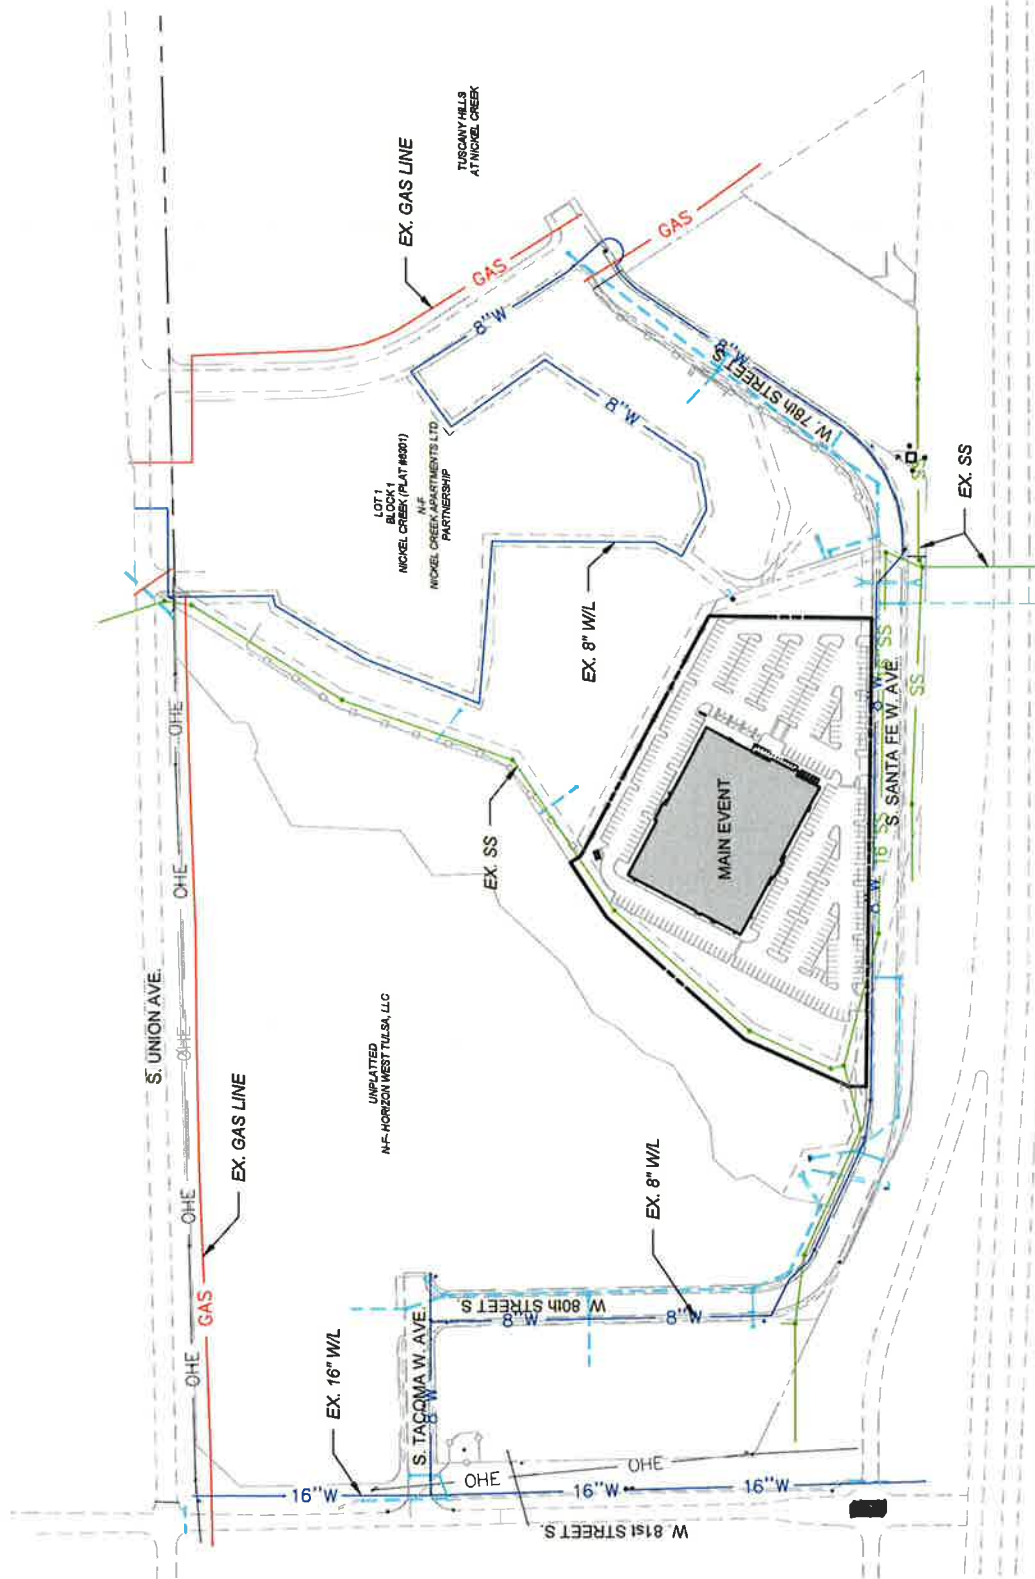 TUSCANY HILLS
AT NICKEL CREEK
EX. GAS LINE
GAS
GAS
8"W
8"W
8"W
W. 78th STREET S.
LOT 1
BLOCK 1
NICKEL CREEK (PLAT #6301)
N-F
NICKEL CREEK APARTMENTS LTD
PARTNERSHIP
EX. SS
SS
EX. 8" W/L
OHE
OHE
S. UNION AVE.
OHE
OHE
OHE
EX. SS
MAIN EVENT
S. SANTA FE W. AVE.
SS
SS
8 W
16 SS
8 W
UNPLATTED
N-F- HORIZON WEST TULSA, LLC
EX. GAS LINE
GAS
EX. 8" W/L
W. 80th STREET S.
8"W
8"W
S. TACOMA W. AVE.
8 W
EX. 16" W/L
16"W
OHE
OHE
16"W
16"W
W. 81st STREET S.